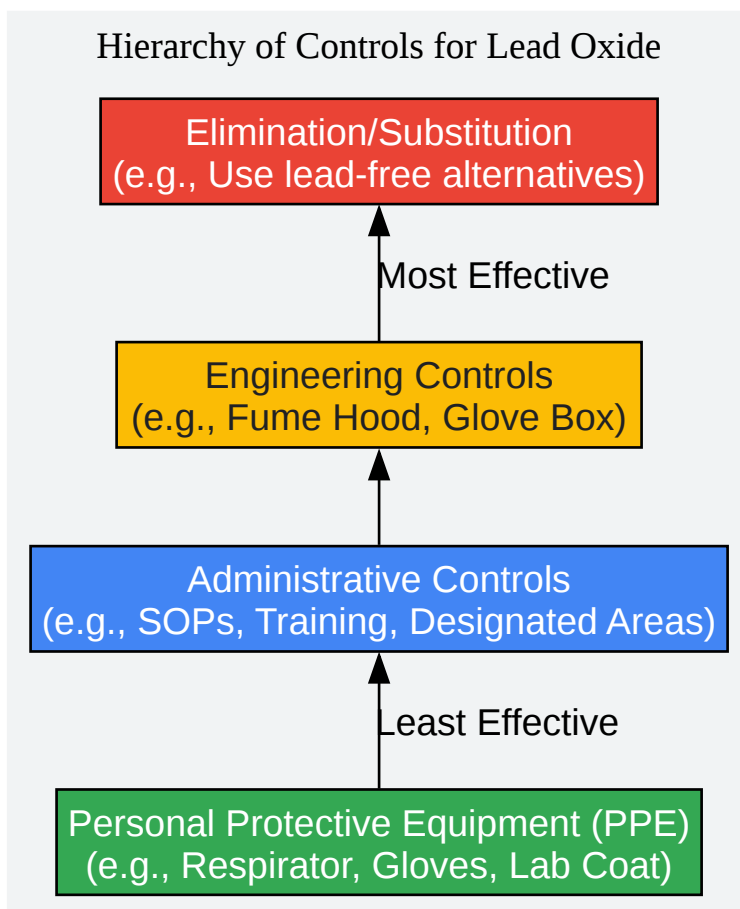 Hierarchy of Controls for Lead Oxide
Elimination/Substitution
(e.g., Use lead-free alternatives)
Most Effective
Engineering Controls
(e.g., Fume Hood, Glove Box)
Administrative Controls
(e.g., SOPs, Training, Designated Areas)
Least Effective
Personal Protective Equipment (PPE)
(e.g., Respirator, Gloves, Lab Coat)